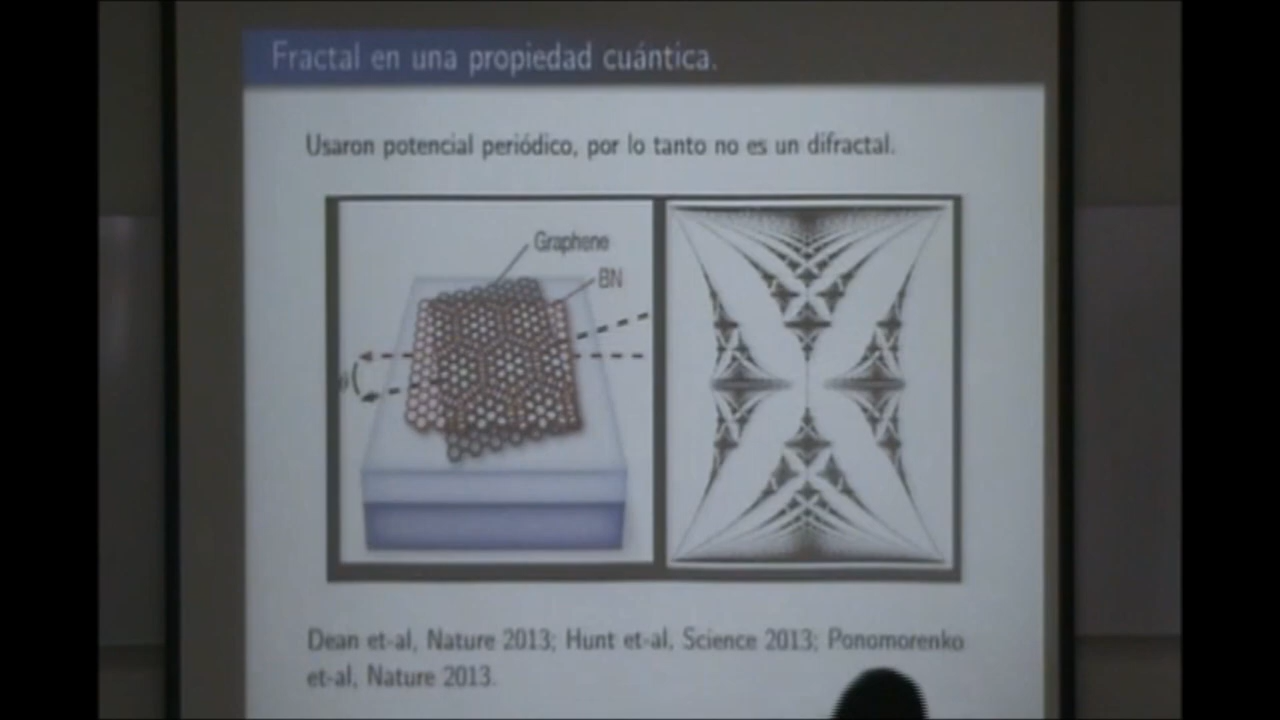 Fractal en una propiedad cuántica.
Usaron potencial periódico, por lo tanto no es un difractal.
Graphene
BN
Dean et-al, Nature 2013; Hunt et-al, Science 2013; Ponomorenko
et-al, Nature 2013.